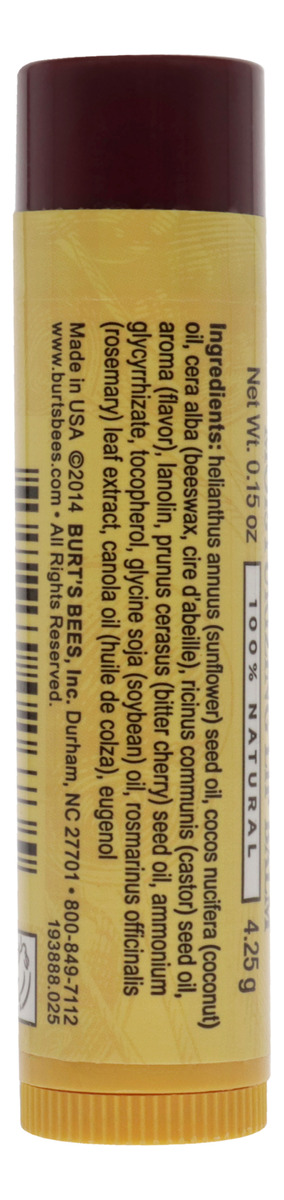 Net Wt. 0.15 oz 100% NATURAL 4.25 g
Ingredients: helianthus annuus (sunflower) seed oil, cocos nucifera (coconut)
oil, cera alba (beeswax, cire d'abeille), ricinus communis (castor) seed oil,
aroma (flavor), lanolin, prunus cerasus (bitter cherry) seed oil, ammonium
glycyrrhizate, tocopherol, glycine soja (soybean) oil, rosmarinus officinalis
(rosemary) leaf extract, canola oil (huile de colza), eugenol
Made in USA ©2014 BURT'S BEES, Inc. Durham, NC 27701 • 800-849-7112
www.burtsbees.com • All Rights Reserved. 193888.025